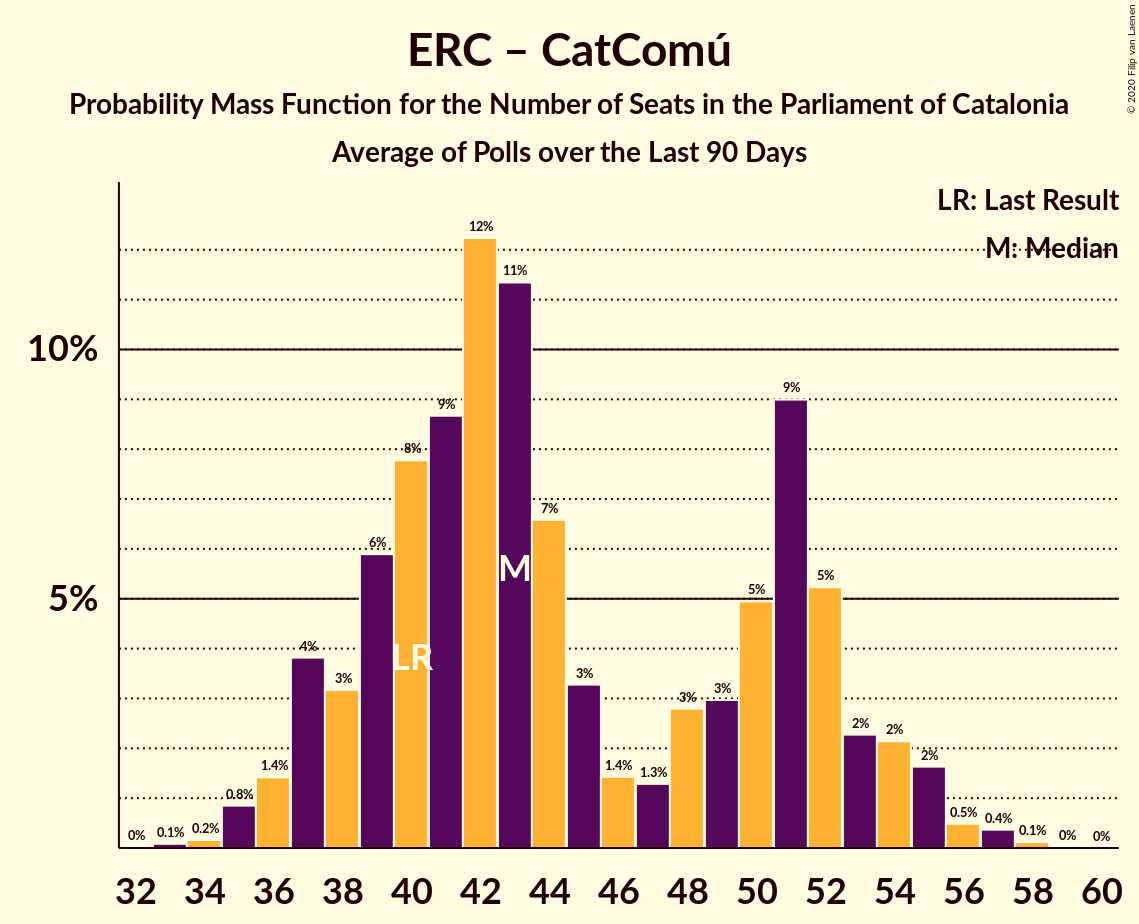 © 2020 Filip van Laenen
ERC – CatComú
Probability Mass Function for the Number of Seats in the Parliament of Catalonia
Average of Polls over the Last 90 Days
LR: Last Result
M: Median
10%
5%
0% 0.1% 0.2% 0.8% 1.4% 4% 3% 6% 8% 9% 12% 11% 7% 3% 1.4% 1.3% 3% 3% 5% 9% 5% 2% 2% 2% 0.5% 0.4% 0.1% 0% 0%
M
LR
32 34 36 38 40 42 44 46 48 50 52 54 56 58 60